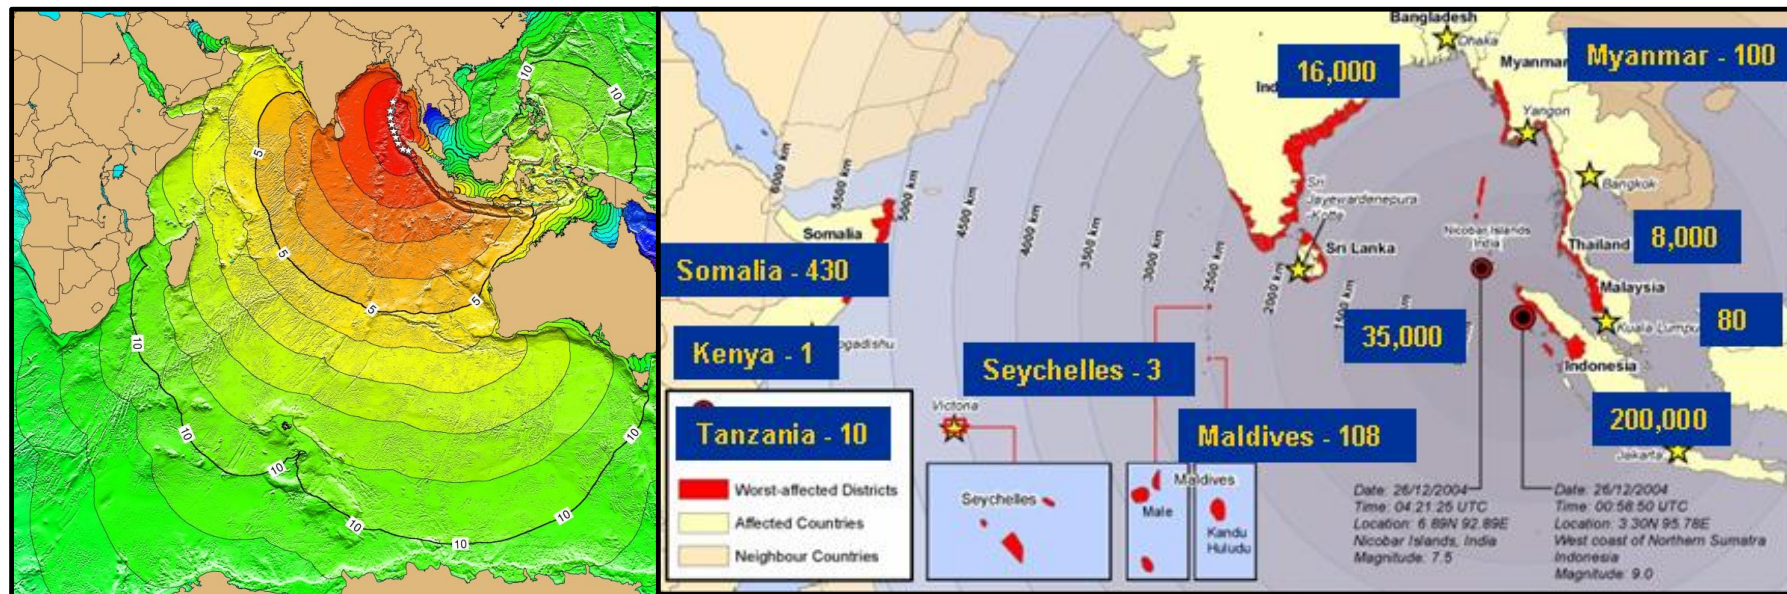 10
10
5
5
5
10
10
10
10
10
10
10
Bangladesh
Dhaka
16,000
Myanmar
Myanmar - 100
Yangon
Bangkok
6000 km
5500 km
5000 km
4500 km
4000 km
3500 km
3000 km
2500 km
2000 km
1500 km
Sri
Jayewardenepura
-Kotte
Sri Lanka
Nicobar Islands
India
8,000
Thailand
Malaysia
Somalia
Somalia - 430
Kenya - 1
35,000
80
Indonesia
Seychelles - 3
200,000
Jakarta
Victoria
Tanzania - 10
Maldives - 108
Worst-affected Districts
Affected Countries
Neighbour Countries
Seychelles
Maldives
Male
Kandu
Huludu
Date: 26/12/2004
Time: 04:21:25 UTC
Location: 6.89N 92.89E
Nicobar Islands, India
Magnitude: 7.5
Date: 26/12/2004
Time: 00:58:50 UTC
Location: 3.30N 95.78E
West coast of Northern Sumatra
Indonesia
Magnitude: 9.0